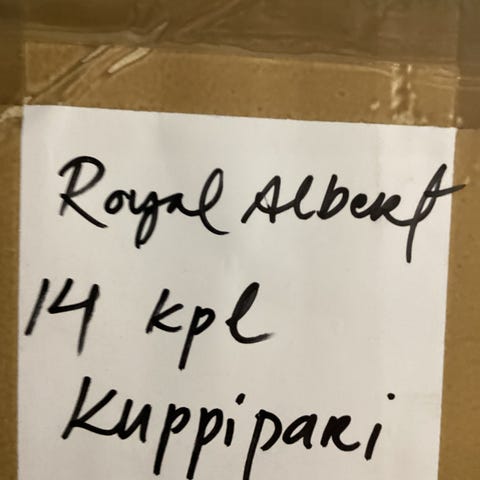 Royal Albert
14 kpl
Kuppipari